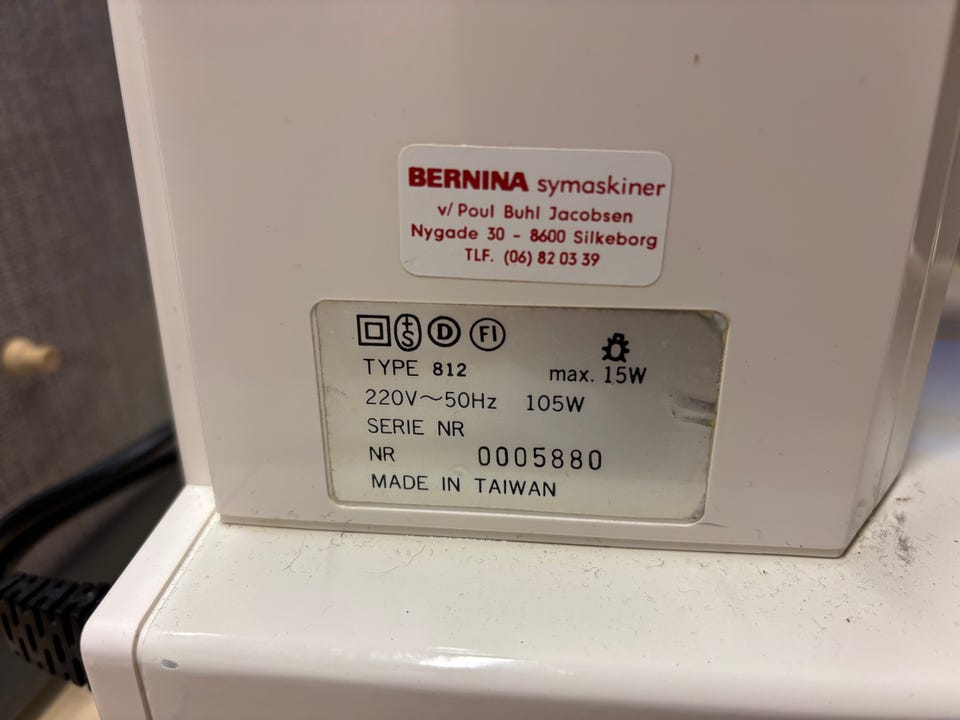 BERNINA symaskiner
v/ Poul Buhl Jacobsen
Nygade 30 - 8600 Silkeborg
TLF. (06) 82 03 39
+S D FI
TYPE 812 max. 15W
220V~50Hz 105W
SERIE NR
NR 0005880
MADE IN TAIWAN